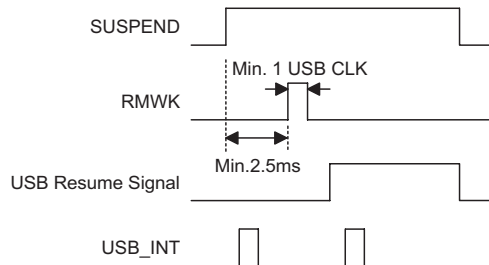 SUSPEND
Min. 1 USB CLK
RMWK
Min.2.5ms
USB Resume Signal
USB_INT